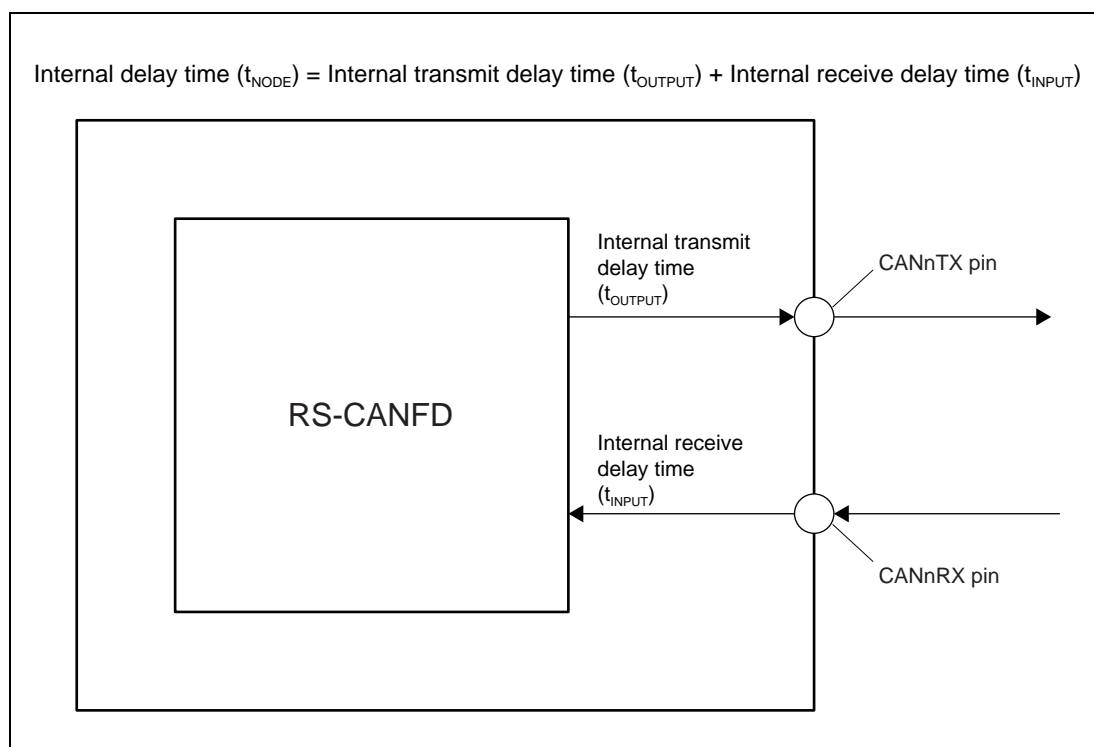 Internal delay time (tNODE) = Internal transmit delay time (tOUTPUT) + Internal receive delay time (tINPUT)
Internal transmit
delay time
(tOUTPUT)
CANnTX pin
RS-CANFD
Internal receive
delay time
(tINPUT)
CANnRX pin